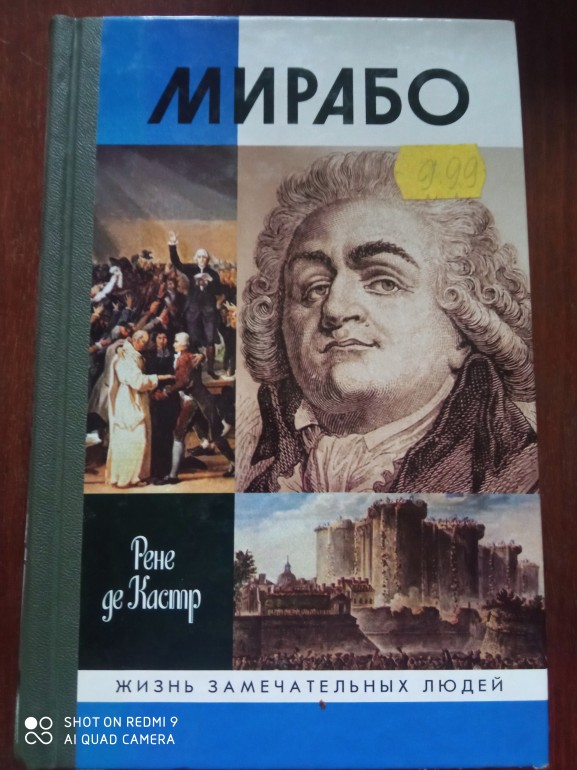 МИРАБО
9.99
Рене
де Кастр
ЖИЗНЬ ЗАМЕЧАТЕЛЬНЫХ ЛЮДЕЙ
SHOT ON REDMI 9
AI QUAD CAMERA